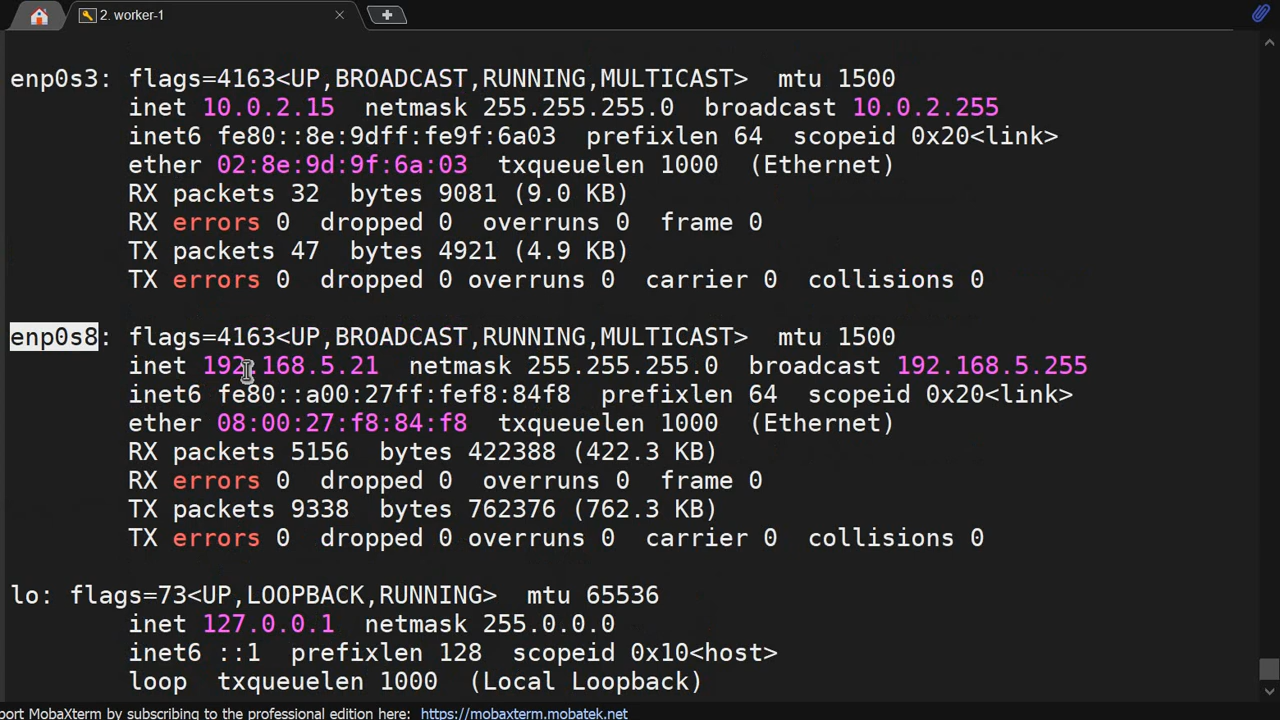 2. worker-1
enp0s3: flags=4163<UP,BROADCAST,RUNNING,MULTICAST>  mtu 1500
inet 10.0.2.15  netmask 255.255.255.0  broadcast 10.0.2.255
inet6 fe80::8e:9dff:fe9f:6a03  prefixlen 64  scopeid 0x20<link>
ether 02:8e:9d:9f:6a:03  txqueuelen 1000  (Ethernet)
RX packets 32  bytes 9081 (9.0 KB)
RX errors 0  dropped 0  overruns 0  frame 0
TX packets 47  bytes 4921 (4.9 KB)
TX errors 0  dropped 0 overruns 0  carrier 0  collisions 0
enp0s8: flags=4163<UP,BROADCAST,RUNNING,MULTICAST>  mtu 1500
inet 192.168.5.21  netmask 255.255.255.0  broadcast 192.168.5.255
inet6 fe80::a00:27ff:fef8:84f8  prefixlen 64  scopeid 0x20<link>
ether 08:00:27:f8:84:f8  txqueuelen 1000  (Ethernet)
RX packets 5156  bytes 422388 (422.3 KB)
RX errors 0  dropped 0  overruns 0  frame 0
TX packets 9338  bytes 762376 (762.3 KB)
TX errors 0  dropped 0 overruns 0  carrier 0  collisions 0
lo: flags=73<UP,LOOPBACK,RUNNING>  mtu 65536
inet 127.0.0.1  netmask 255.0.0.0
inet6 ::1  prefixlen 128  scopeid 0x10<host>
loop  txqueuelen 1000  (Local Loopback)
port MobaXterm by subscribing to the professional edition here: https://mobaxterm.mobatek.net